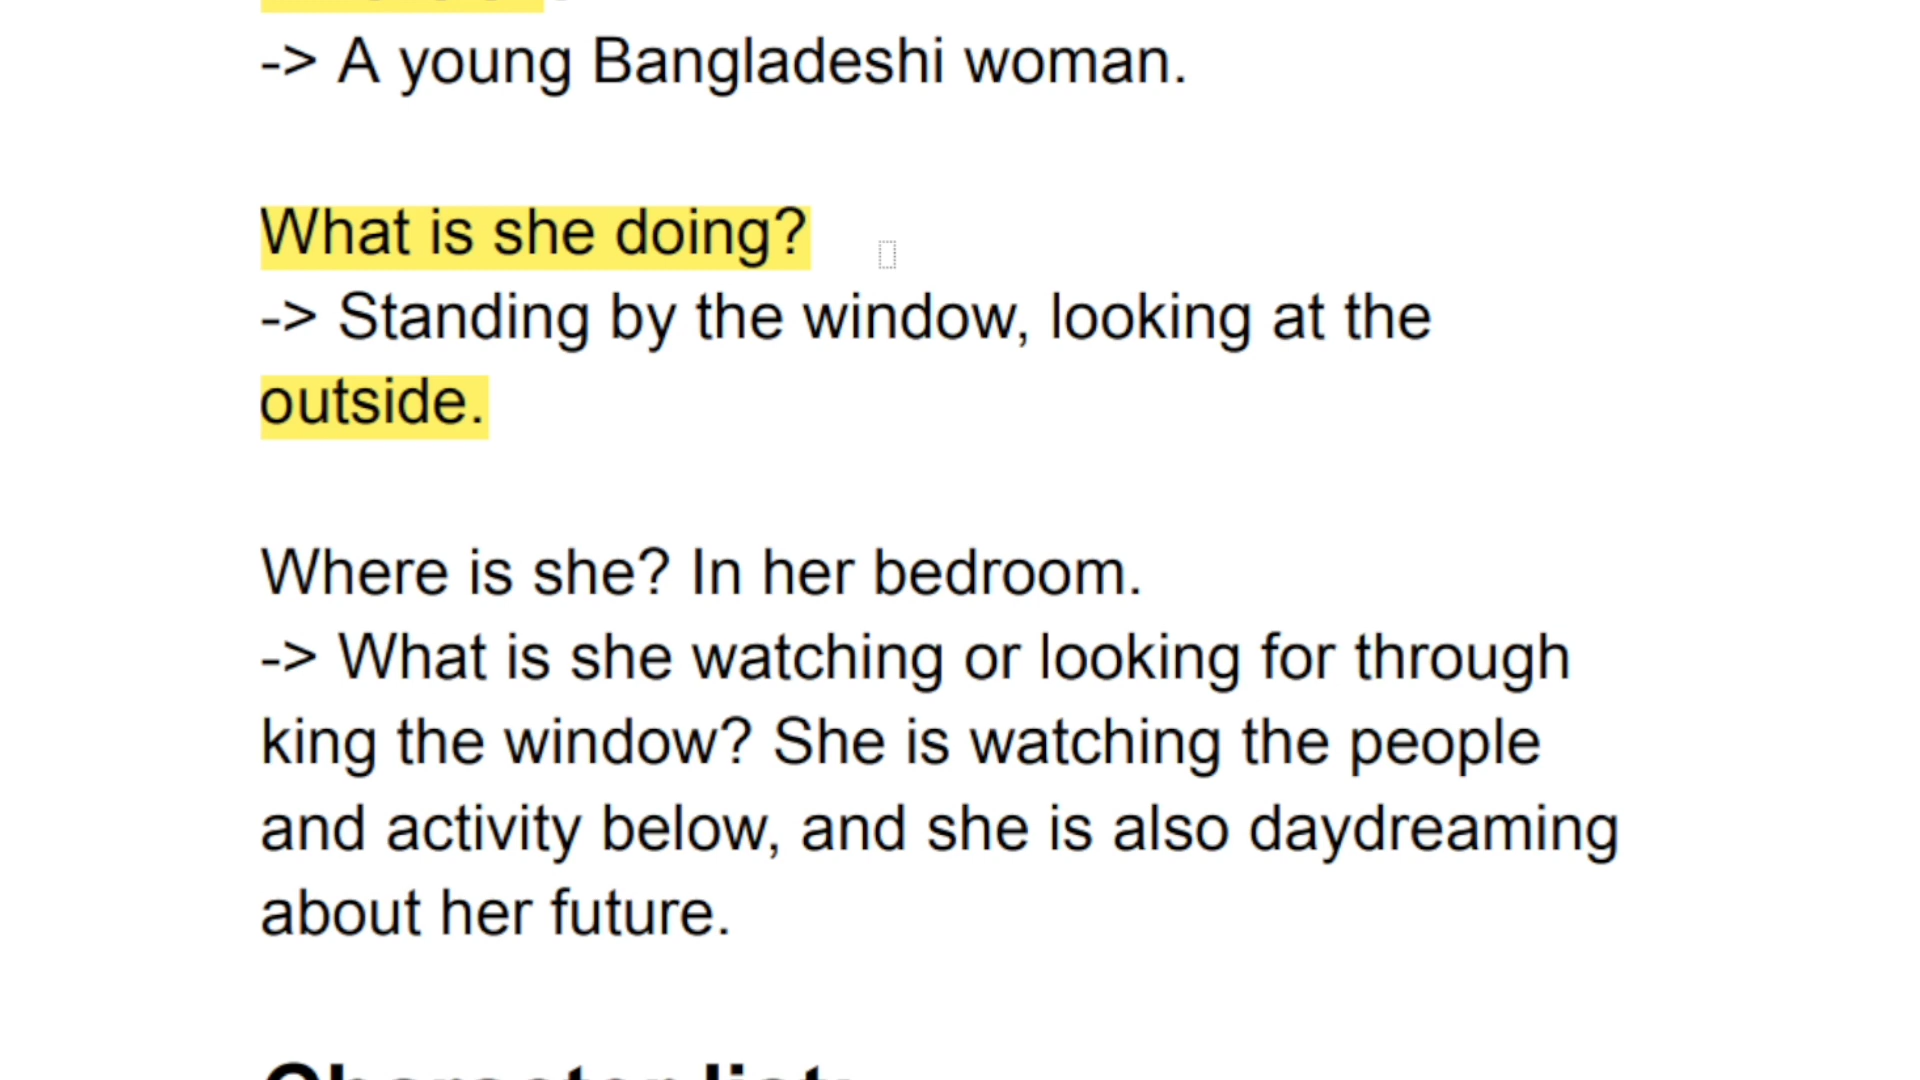 -> A young Bangladeshi woman.
What is she doing?
-> Standing by the window, looking at the
outside.
Where is she? In her bedroom.
-> What is she watching or looking for through
king the window? She is watching the people
and activity below, and she is also daydreaming
about her future.
Character list: